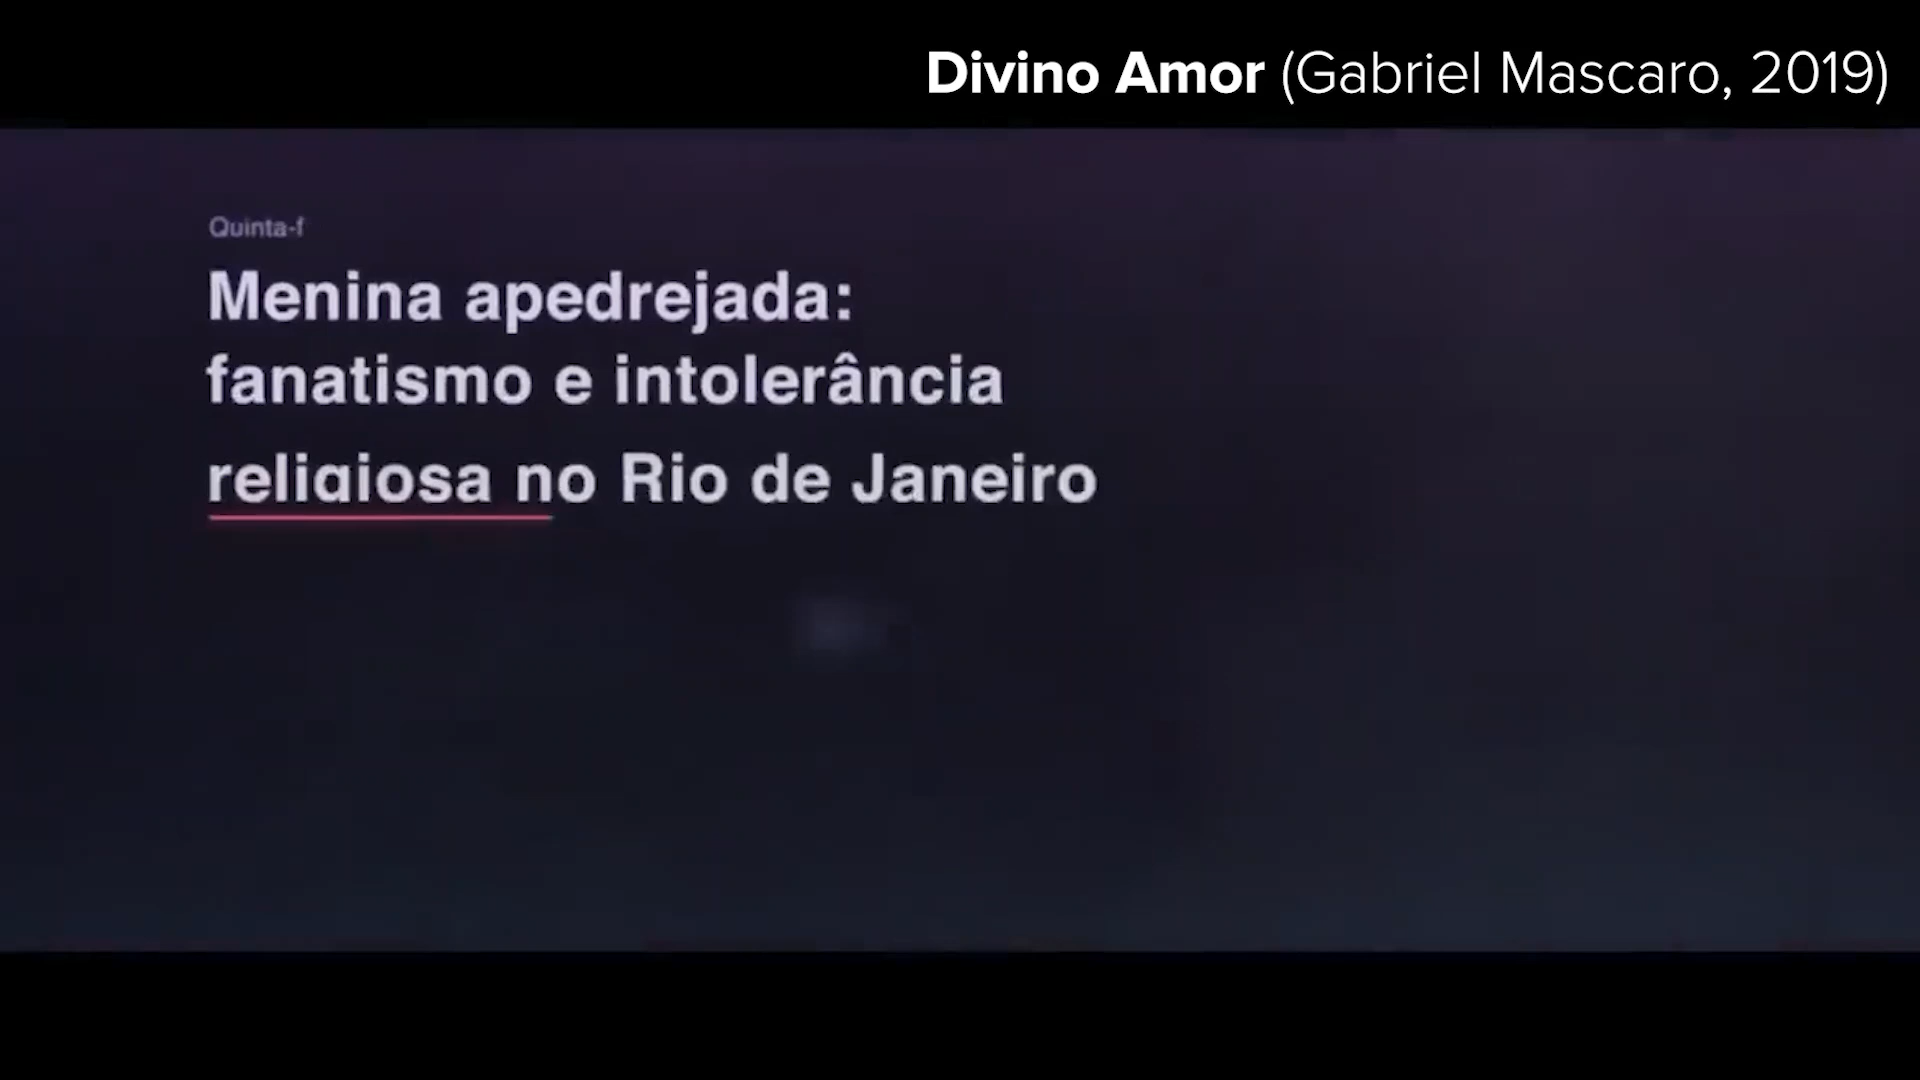 Divino Amor (Gabriel Mascaro, 2019)
Quinta-f
Menina apedrejada:
fanatismo e intolerância
religiosa no Rio de Janeiro